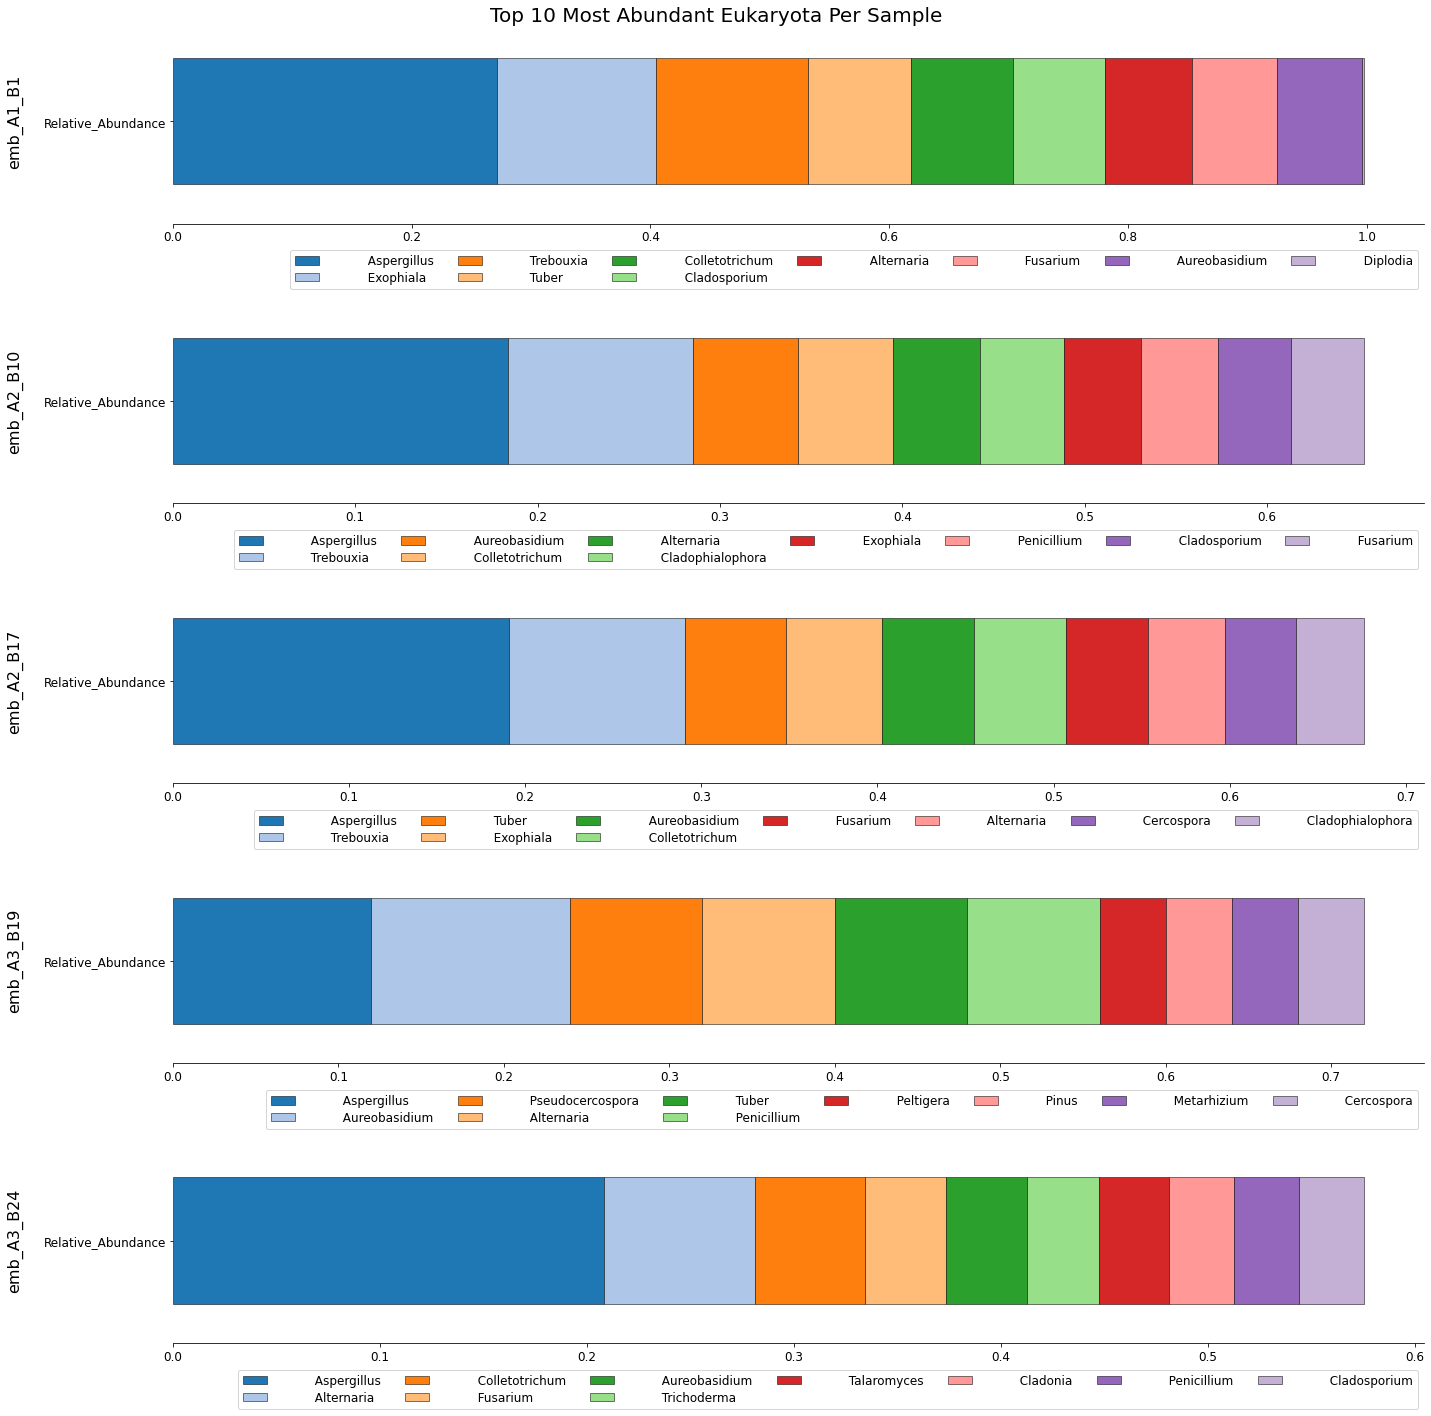 Top 10 Most Abundant Eukaryota Per Sample
emb_A1_B1
Relative_Abundance
0.0 0.2 0.4 0.6 0.8 1.0
Aspergillus Trebouxia Colletotrichum Alternaria Fusarium Aureobasidium Diplodia
Exophiala Tuber Cladosporium
emb_A2_B10
Relative_Abundance
0.0 0.1 0.2 0.3 0.4 0.5 0.6
Aspergillus Aureobasidium Alternaria Exophiala Penicillium Cladosporium Fusarium
Trebouxia Colletotrichum Cladophialophora
emb_A2_B17
Relative_Abundance
0.0 0.1 0.2 0.3 0.4 0.5 0.6 0.7
Aspergillus Tuber Aureobasidium Fusarium Alternaria Cercospora Cladophialophora
Trebouxia Exophiala Colletotrichum
emb_A3_B19
Relative_Abundance
0.0 0.1 0.2 0.3 0.4 0.5 0.6 0.7
Aspergillus Pseudocercospora Tuber Peltigera Pinus Metarhizium Cercospora
Aureobasidium Alternaria Penicillium
emb_A3_B24
Relative_Abundance
0.0 0.1 0.2 0.3 0.4 0.5 0.6
Aspergillus Colletotrichum Aureobasidium Talaromyces Cladonia Penicillium Cladosporium
Alternaria Fusarium Trichoderma